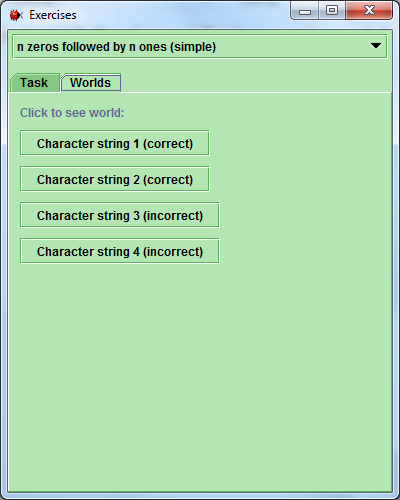 Exercises
n zeros followed by n ones (simple)
Task Worlds
Click to see world:
Character string 1 (correct)
Character string 2 (correct)
Character string 3 (incorrect)
Character string 4 (incorrect)